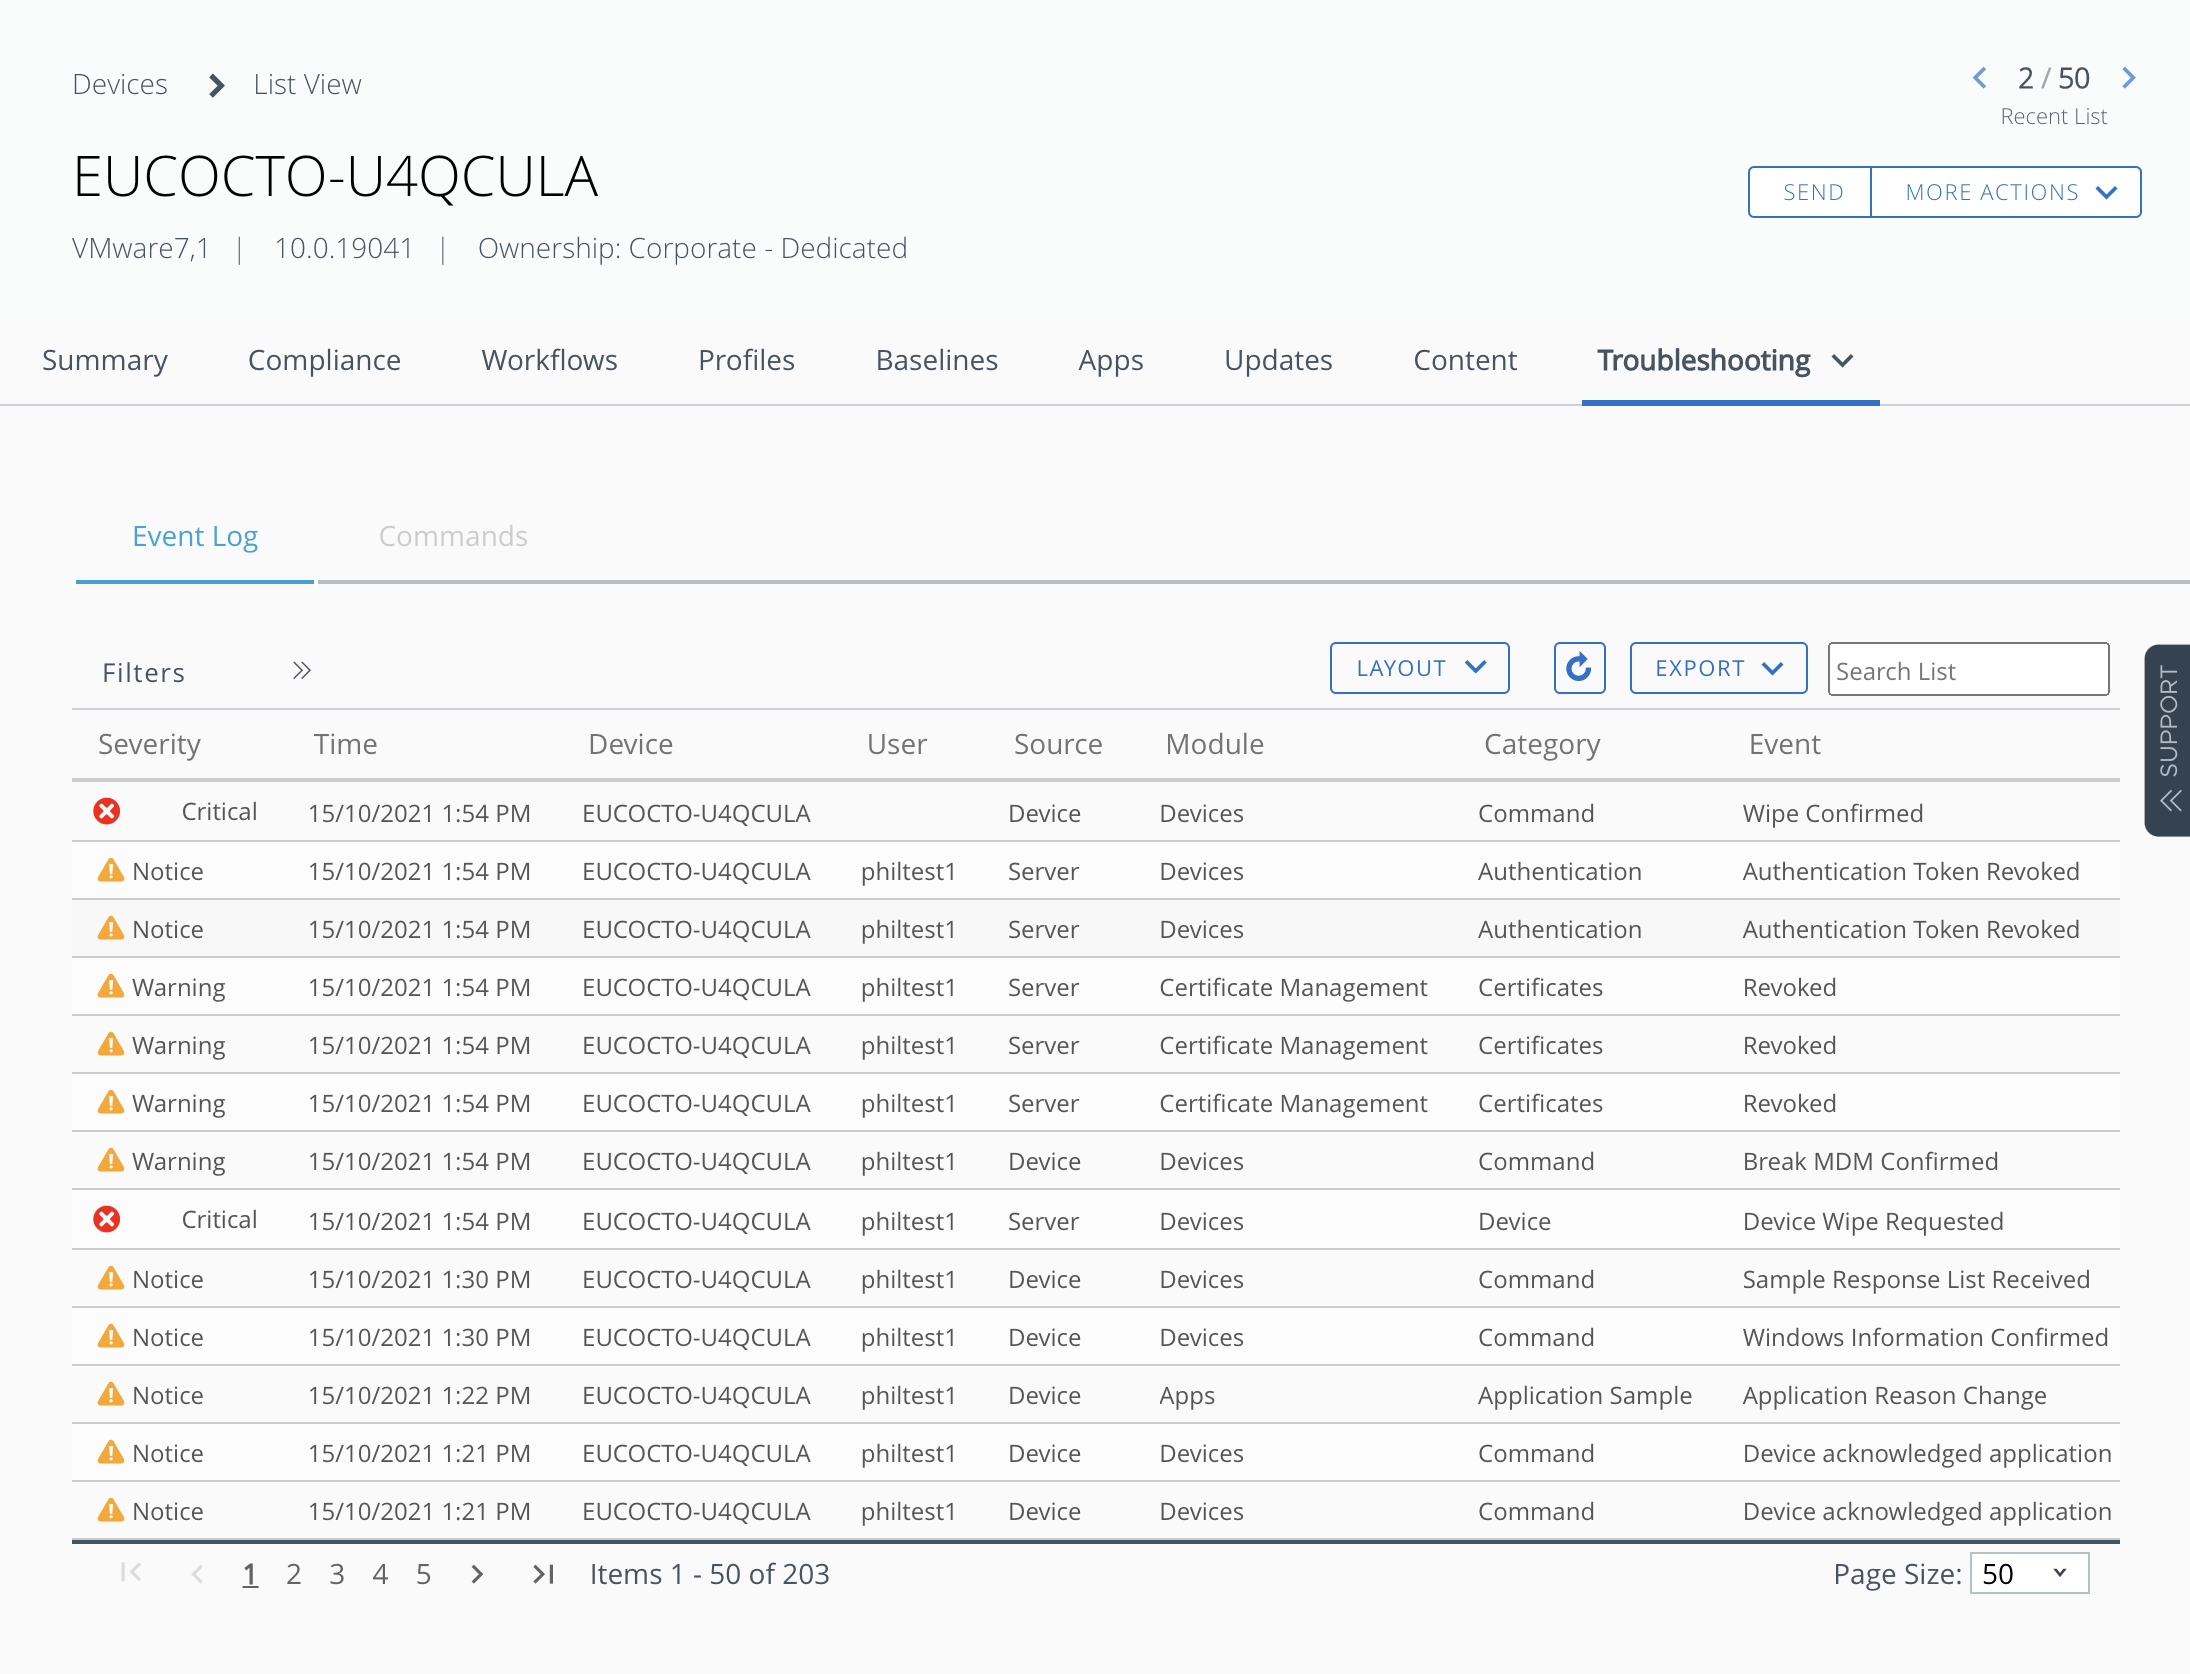 Devices List View
2 / 50
Recent List
EUCOCTO-U4QCULA
SEND MORE ACTIONS
VMware7,1 | 10.0.19041 | Ownership: Corporate - Dedicated
Summary Compliance Workflows Profiles Baselines Apps Updates Content Troubleshooting
Event Log Commands
Filters LAYOUT EXPORT Search List
SUPPORT
Severity Time Device User Source Module Category Event
Critical 15/10/2021 1:54 PM EUCOCTO-U4QCULA Device Devices Command Wipe Confirmed
Notice 15/10/2021 1:54 PM EUCOCTO-U4QCULA philtest1 Server Devices Authentication Authentication Token Revoked
Notice 15/10/2021 1:54 PM EUCOCTO-U4QCULA philtest1 Server Devices Authentication Authentication Token Revoked
Warning 15/10/2021 1:54 PM EUCOCTO-U4QCULA philtest1 Server Certificate Management Certificates Revoked
Warning 15/10/2021 1:54 PM EUCOCTO-U4QCULA philtest1 Server Certificate Management Certificates Revoked
Warning 15/10/2021 1:54 PM EUCOCTO-U4QCULA philtest1 Server Certificate Management Certificates Revoked
Warning 15/10/2021 1:54 PM EUCOCTO-U4QCULA philtest1 Device Devices Command Break MDM Confirmed
Critical 15/10/2021 1:54 PM EUCOCTO-U4QCULA philtest1 Server Devices Device Device Wipe Requested
Notice 15/10/2021 1:30 PM EUCOCTO-U4QCULA philtest1 Device Devices Command Sample Response List Received
Notice 15/10/2021 1:30 PM EUCOCTO-U4QCULA philtest1 Device Devices Command Windows Information Confirmed
Notice 15/10/2021 1:22 PM EUCOCTO-U4QCULA philtest1 Device Apps Application Sample Application Reason Change
Notice 15/10/2021 1:21 PM EUCOCTO-U4QCULA philtest1 Device Devices Command Device acknowledged application
Notice 15/10/2021 1:21 PM EUCOCTO-U4QCULA philtest1 Device Devices Command Device acknowledged application
1 2 3 4 5 Items 1 - 50 of 203 Page Size: 50